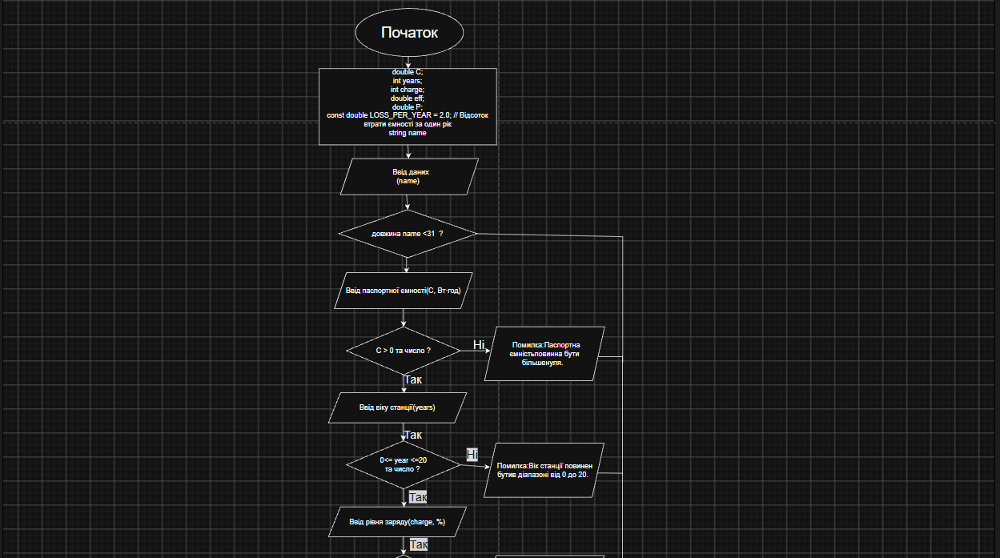 Початок
double C;
int years;
int charge;
double eff;
double P;
const double LOSS_PER_YEAR = 2.0; // Відсоток
втрати ємності за один рік
string name
Ввід даних
(name)
довжина name <31 ?
Ввід паспортної ємності(C, Вт·год)
C > 0 та число ?
Ні
Помилка:Паспортна
ємністьповинна бути
більшенуля.
Так
Ввід віку станції(years)
Так
0<= year <=20
та число ?
Ні
Помилка:Вік станції повинен
бутив діапазоні від 0 до 20.
Так
Ввід рівня заряду(charge, %)
Так